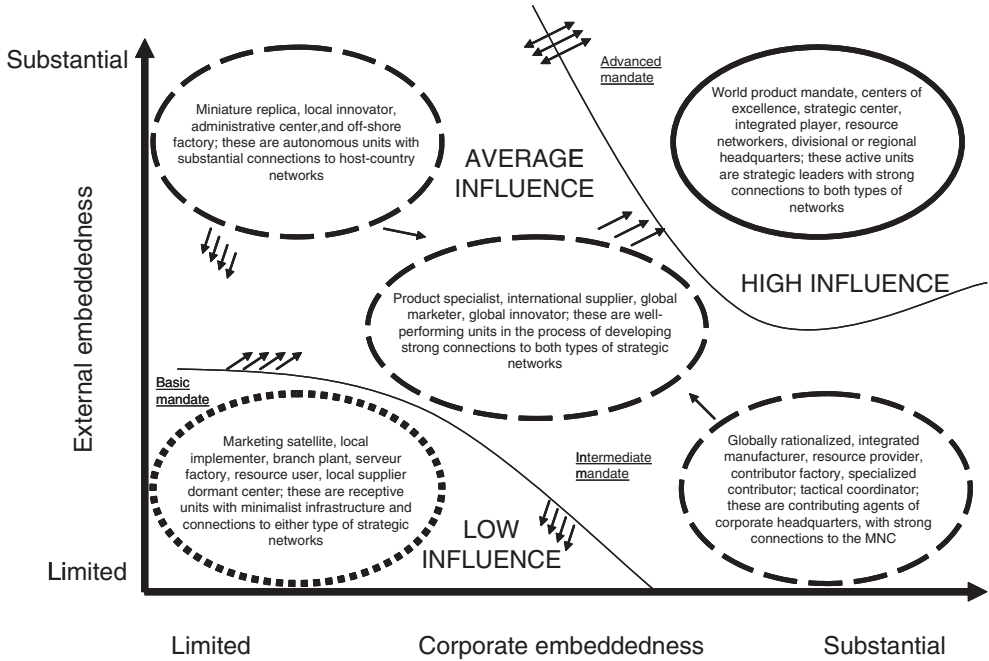 Substantial
Miniature replica, local innovator,
administrative center,and off-shore
factory; these are autonomous units with
substantial connections to host-country
networks
AVERAGE
INFLUENCE
Advanced
mandate
World product mandate, centers of
excellence, strategic center,
integrated player, resource
networkers, divisional or regional
headquarters; these active units
are strategic leaders with strong
connections to both types of
networks
HIGH INFLUENCE
External embeddedness
Product specialist, international supplier, global
marketer, global innovator; these are well-
performing units in the process of developing
strong connections to both types of strategic
networks
Basic
mandate
Marketing satellite, local
implementer, branch plant, serveur
factory, resource user, local supplier
dormant center; these are receptive
units with minimalist infrastructure and
connections to either type of strategic
networks
Intermediate
mandate
Globally rationalized, integrated
manufacturer, resource provider,
contributor factory, specialized
contributor; tactical coordinator;
these are contributing agents of
corporate headquarters, with strong
connections to the MNC
LOW
INFLUENCE
Limited
Limited
Corporate embeddedness
Substantial